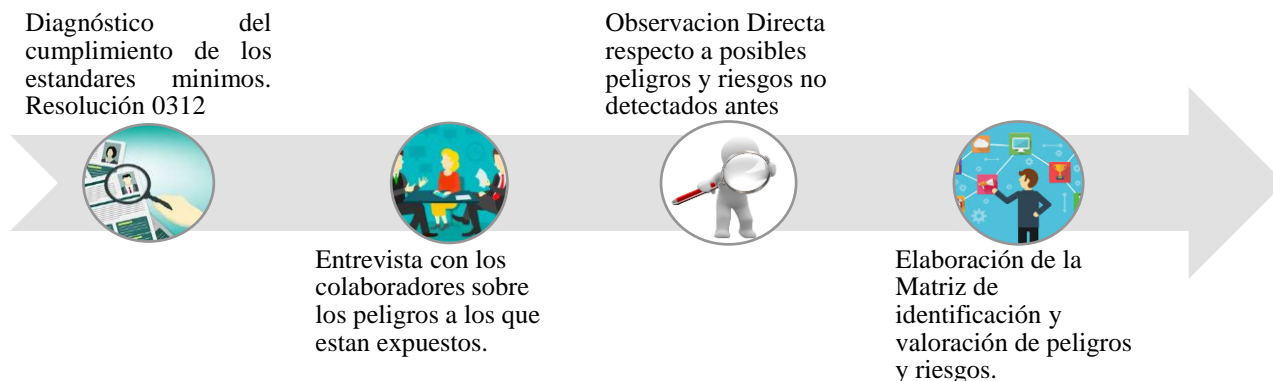 Diagnóstico del
cumplimiento de los
estandares minimos.
Resolución 0312
Entrevista con los
colaboradores sobre
los peligros a los que
estan expuestos.
Observacion Directa
respecto a posibles
peligros y riesgos no
detectados antes
Elaboración de la
Matriz de
identificación y
valoración de peligros
y riesgos.